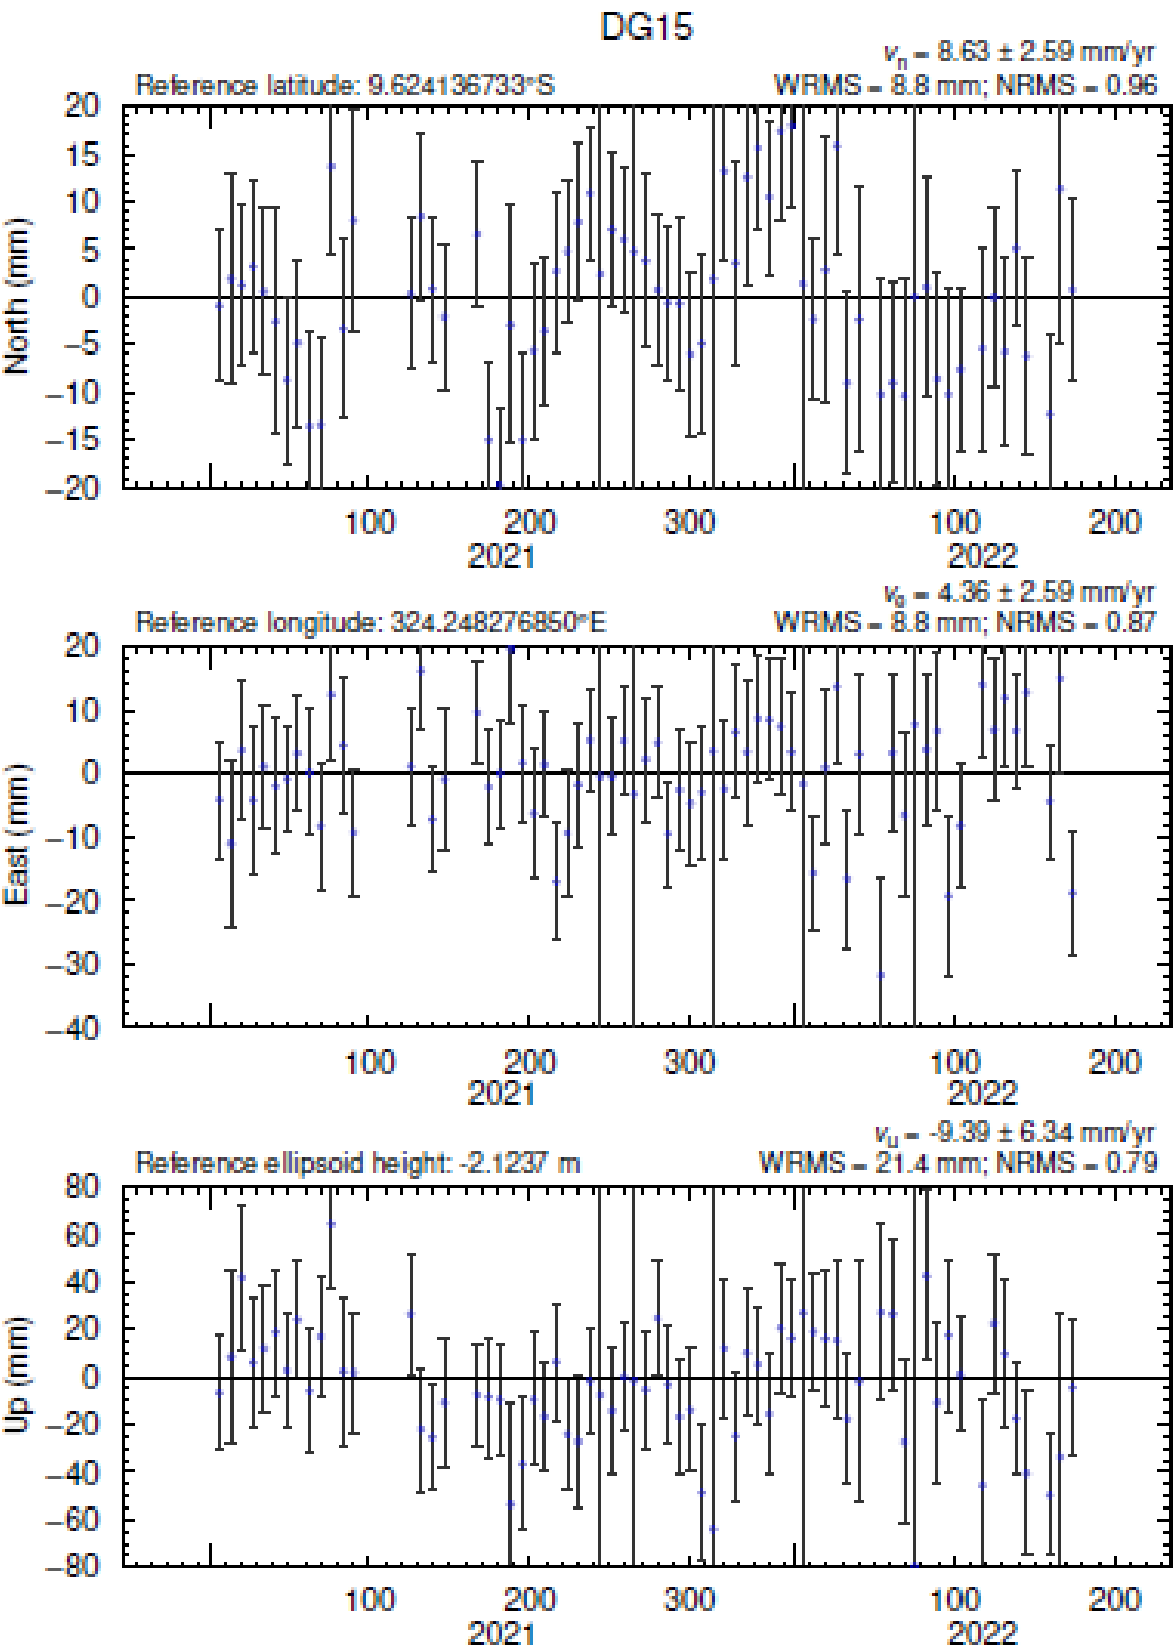 DG15
vn = 8.63 ± 2.59 mm/yr
Reference latitude: 9.624136733°S WRMS = 8.8 mm; NRMS = 0.96
20
15
10
5
0
−5
−10
−15
−20
North (mm)
100 200 300 100 200
2021 2022
ve = 4.36 ± 2.59 mm/yr
Reference longitude: 324.248276850°E WRMS = 8.8 mm; NRMS = 0.87
20
10
0
−10
−20
−30
−40
East (mm)
100 200 300 100 200
2021 2022
vu = -9.39 ± 6.34 mm/yr
Reference ellipsoid height: -2.1237 m WRMS = 21.4 mm; NRMS = 0.79
80
60
40
20
0
−20
−40
−60
−80
Up (mm)
100 200 300 100 200
2021 2022